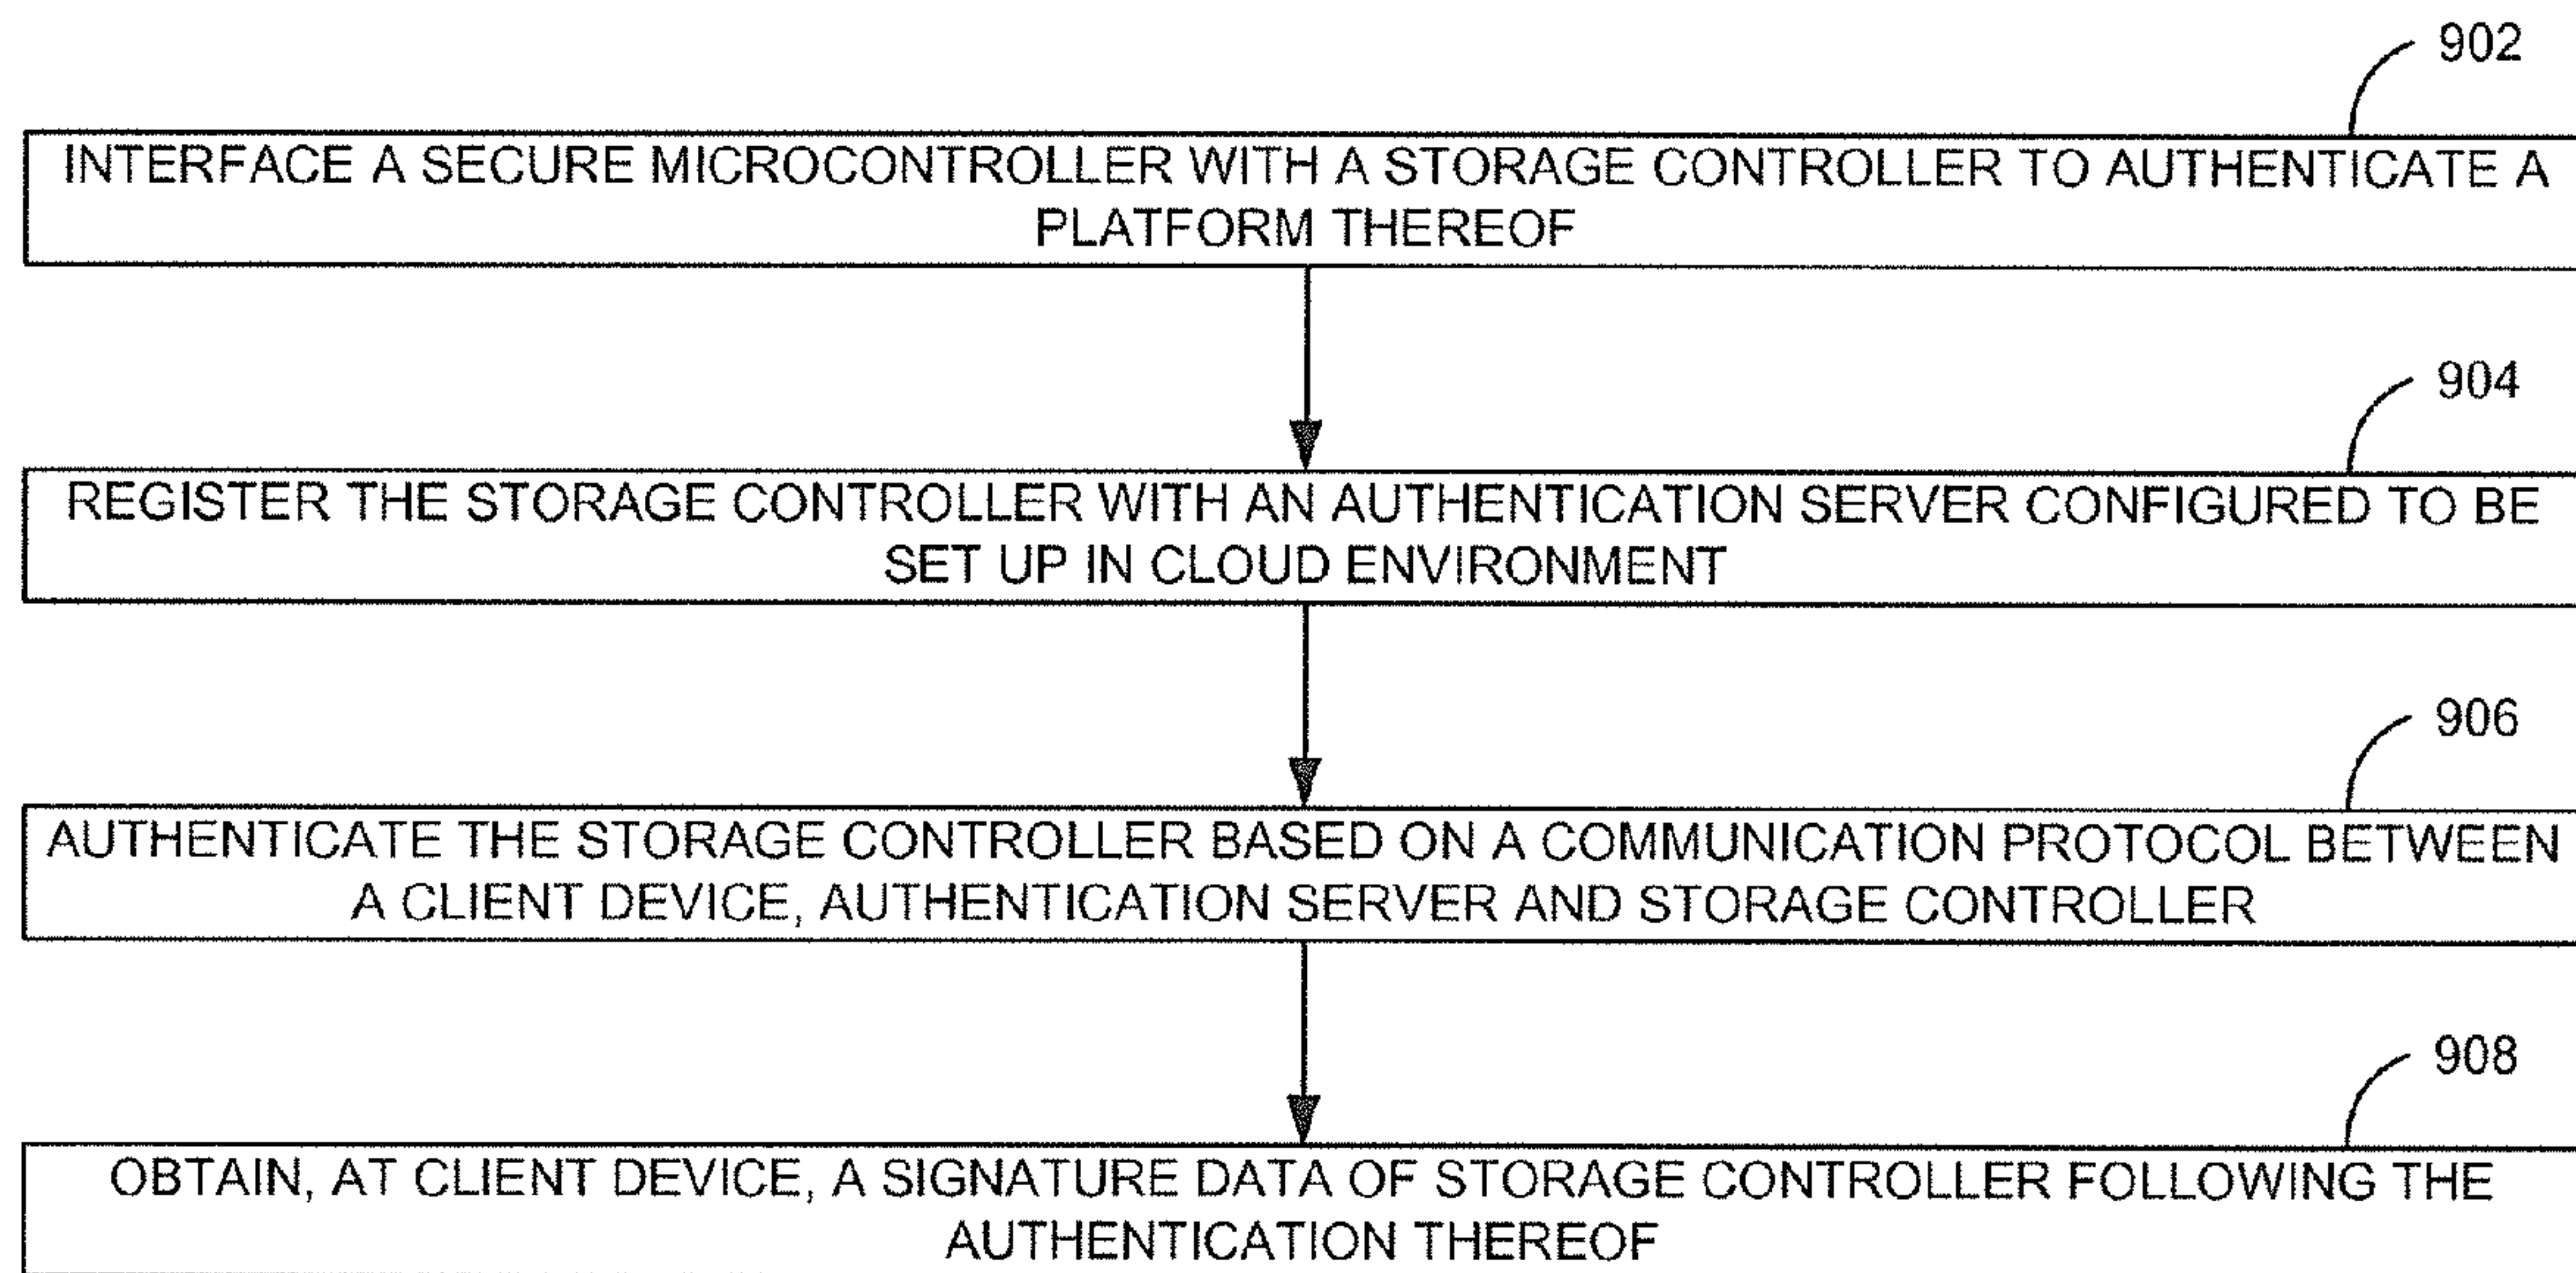 902
INTERFACE A SECURE MICROCONTROLLER WITH A STORAGE CONTROLLER TO AUTHENTICATE A
PLATFORM THEREOF
904
REGISTER THE STORAGE CONTROLLER WITH AN AUTHENTICATION SERVER CONFIGURED TO BE
SET UP IN CLOUD ENVIRONMENT
906
AUTHENTICATE THE STORAGE CONTROLLER BASED ON A COMMUNICATION PROTOCOL BETWEEN
A CLIENT DEVICE, AUTHENTICATION SERVER AND STORAGE CONTROLLER
908
OBTAIN, AT CLIENT DEVICE, A SIGNATURE DATA OF STORAGE CONTROLLER FOLLOWING THE
AUTHENTICATION THEREOF